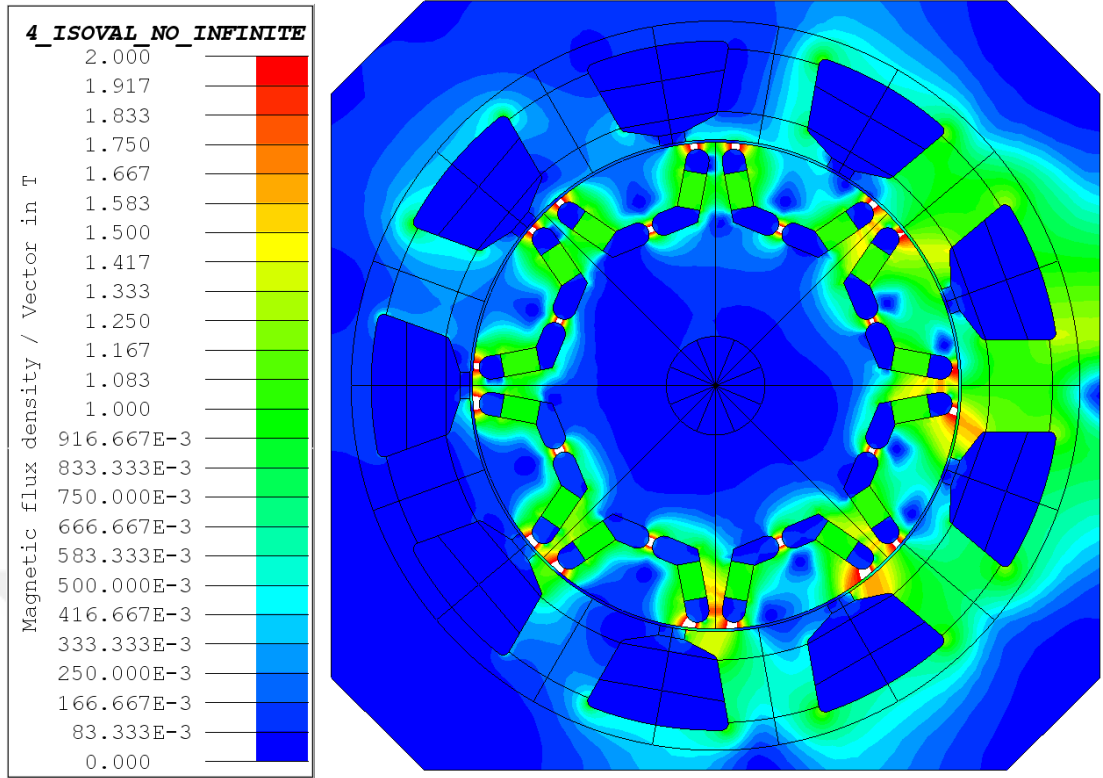 4_ISOVAL_NO_INFINITE
2.000
1.917
1.833
1.750
1.667
1.583
1.500
1.417
1.333
1.250
1.167
1.083
1.000
916.667E-3
833.333E-3
750.000E-3
666.667E-3
583.333E-3
500.000E-3
416.667E-3
333.333E-3
250.000E-3
166.667E-3
83.333E-3
0.000
Magnetic flux density / Vector in T